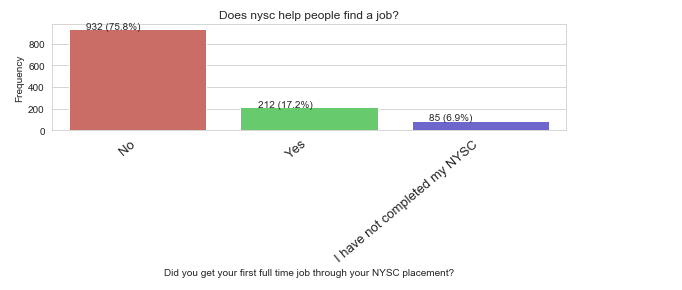 Does nysc help people find a job?
Frequency
800
600
400
200
0
932 (75.8%)
212 (17.2%)
85 (6.9%)
No
Yes
I have not completed my NYSC
Did you get your first full time job through your NYSC placement?